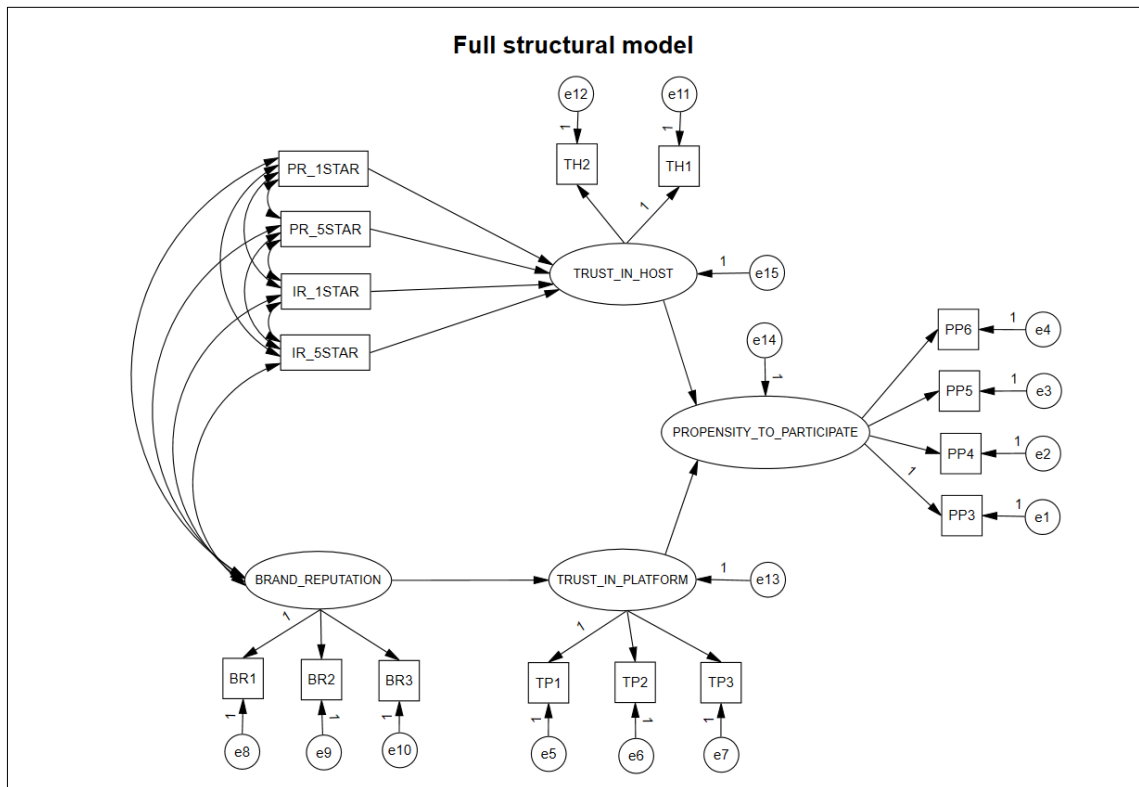 Full structural model
e12
e11
1
1
TH2
TH1
PR_1STAR
PR_5STAR
IR_1STAR
IR_5STAR
1
TRUST_IN_HOST
1
e15
e14
1
PROPENSITY_TO_PARTICIPATE
PP6
1
e4
PP5
1
e3
PP4
1
e2
1
PP3
1
e1
BRAND_REPUTATION
TRUST_IN_PLATFORM
1
e13
1
BR1
BR2
BR3
1
1
1
e8
e9
e10
1
TP1
TP2
TP3
1
1
1
e5
e6
e7